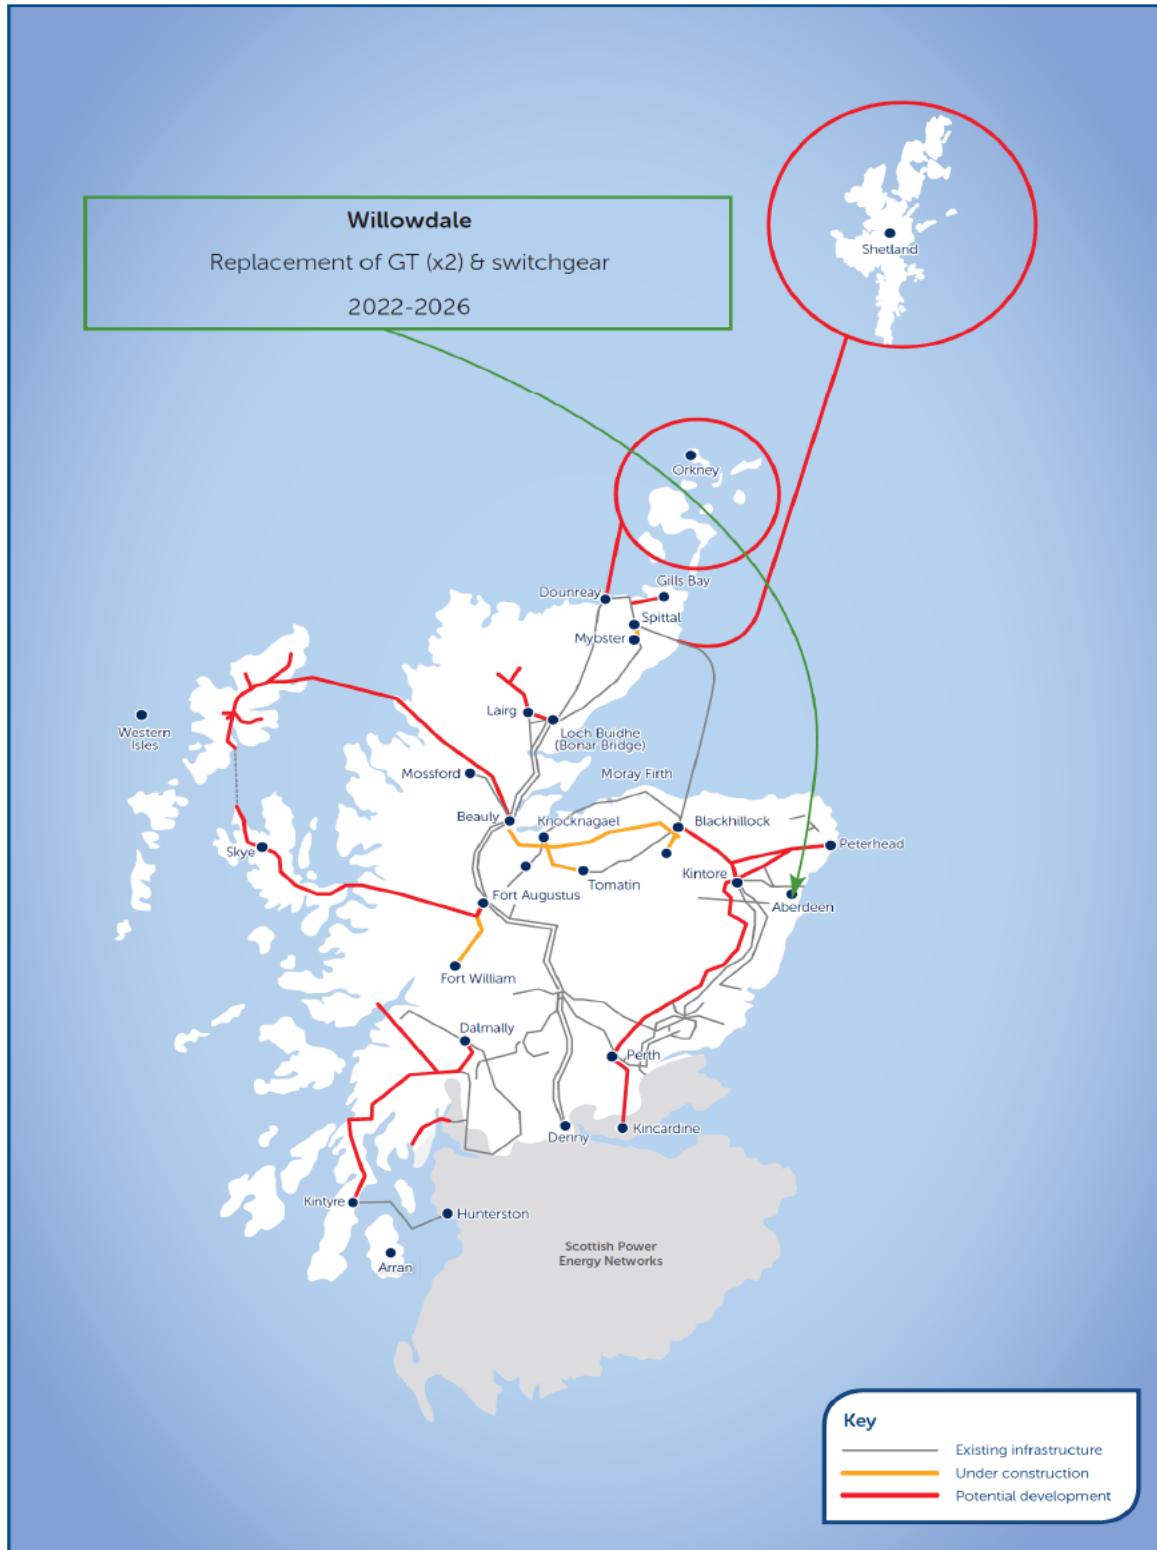 Willowdale
Replacement of GT (x2) & switchgear
2022-2026
Shetland
Orkney
Gills Bay
Dounreay
Spittal
Mybster
Western
Isles
Lairg
Loch Buidhe
(Bonar Bridge)
Mossford
Moray Firth
Beauly
Knocknagael
Blackhillock
Peterhead
Skye
Tomatin
Kintore
Fort Augustus
Aberdeen
Fort William
Dalmally
Perth
Denny
Kincardine
Kintyre
Hunterston
Arran
Scottish Power
Energy Networks
Key
Existing infrastructure
Under construction
Potential development